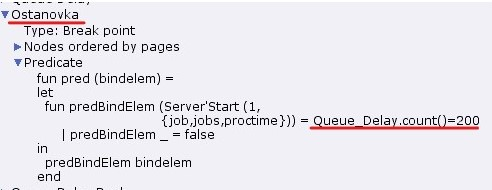 Ostanovka
Type: Break point
Nodes ordered by pages
Predicate
fun pred (bindelem) =
let
fun predBindElem (Server'Start (1,
{job,jobs,proctime})) = Queue_Delay.count()=200
| predBindElem _ = false
in
predBindElem bindelem
end